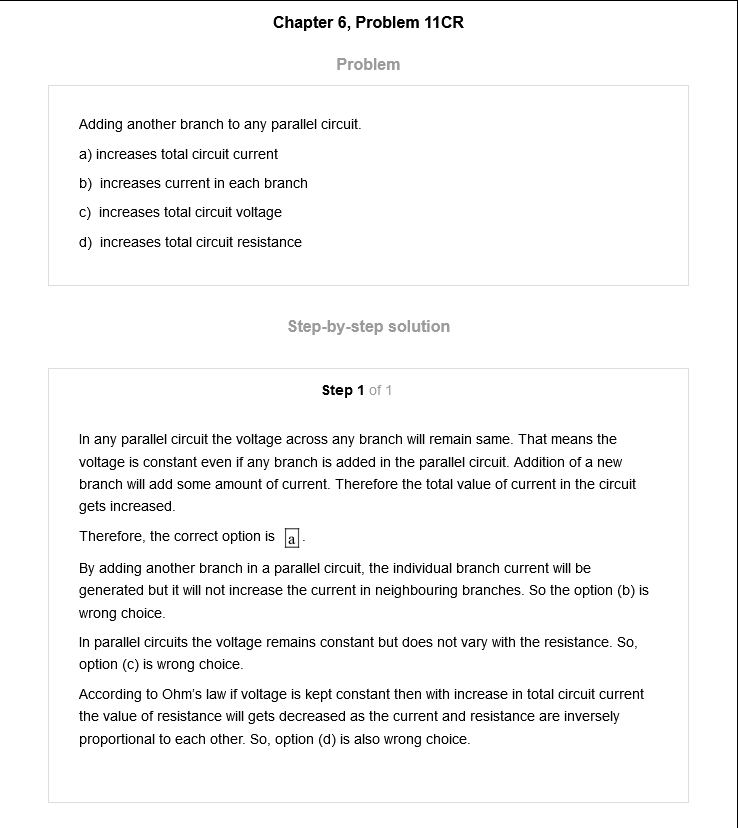 Chapter 6, Problem 11CR
Problem
Adding another branch to any parallel circuit.
a) increases total circuit current
b) increases current in each branch
c) increases total circuit voltage
d) increases total circuit resistance
Step-by-step solution
Step 1 of 1
In any parallel circuit the voltage across any branch will remain same. That means the
voltage is constant even if any branch is added in the parallel circuit. Addition of a new
branch will add some amount of current. Therefore the total value of current in the circuit
gets increased.
Therefore, the correct option is a.
By adding another branch in a parallel circuit, the individual branch current will be
generated but it will not increase the current in neighbouring branches. So the option (b) is
wrong choice.
In parallel circuits the voltage remains constant but does not vary with the resistance. So,
option (c) is wrong choice.
According to Ohm's law if voltage is kept constant then with increase in total circuit current
the value of resistance will gets decreased as the current and resistance are inversely
proportional to each other. So, option (d) is also wrong choice.